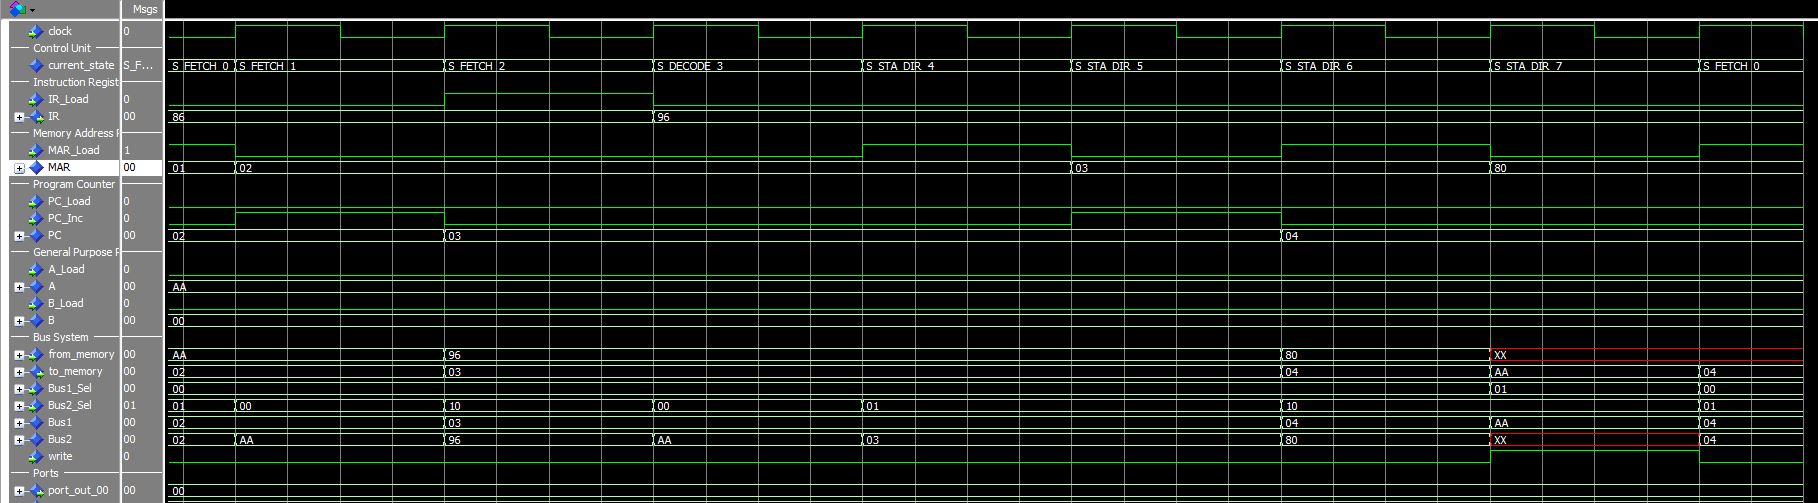 Msgs
clock 0
Control Unit
current_state S_F... S_FETCH_0 S_FETCH_1 S_FETCH_2 S_DECODE_3 S_STA_DIR_4 S_STA_DIR_5 S_STA_DIR_6 S_STA_DIR_7 S_FETCH_0
Instruction Regist
IR_Load 0
IR 00 86 96
Memory Address F
MAR_Load 1
MAR 00 01 02 03 80
Program Counter
PC_Load 0
PC_Inc 0
PC 00 02 03 04
General Purpose F
A_Load 0
A 00 AA
B_Load 0
B 00 00
Bus System
from_memory 00 AA 96 80 XX
to_memory 00 02 03 04 AA 04
Bus1_Sel 00 00 01 00
Bus2_Sel 01 01 00 10 00 01 10 01
Bus1 00 02 03 04 AA 04
Bus2 00 02 AA 96 AA 03 80 XX 04
write 0
Ports
port_out_00 00 00